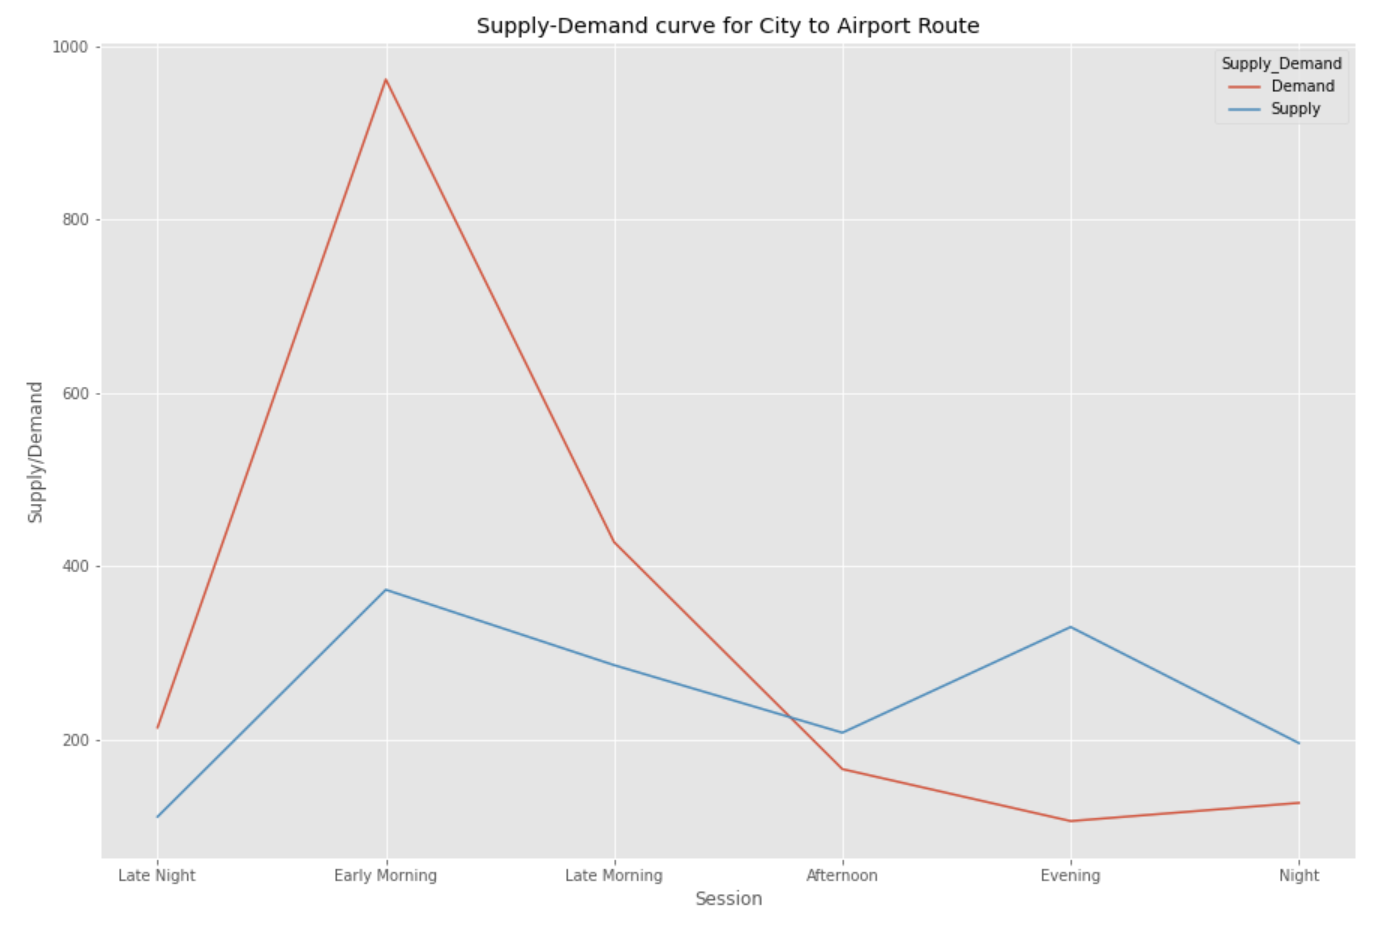 Supply-Demand curve for City to Airport Route
1000
800
600
400
200
Supply/Demand
Supply_Demand
Demand
Supply
Late Night
Early Morning
Late Morning
Afternoon
Evening
Night
Session